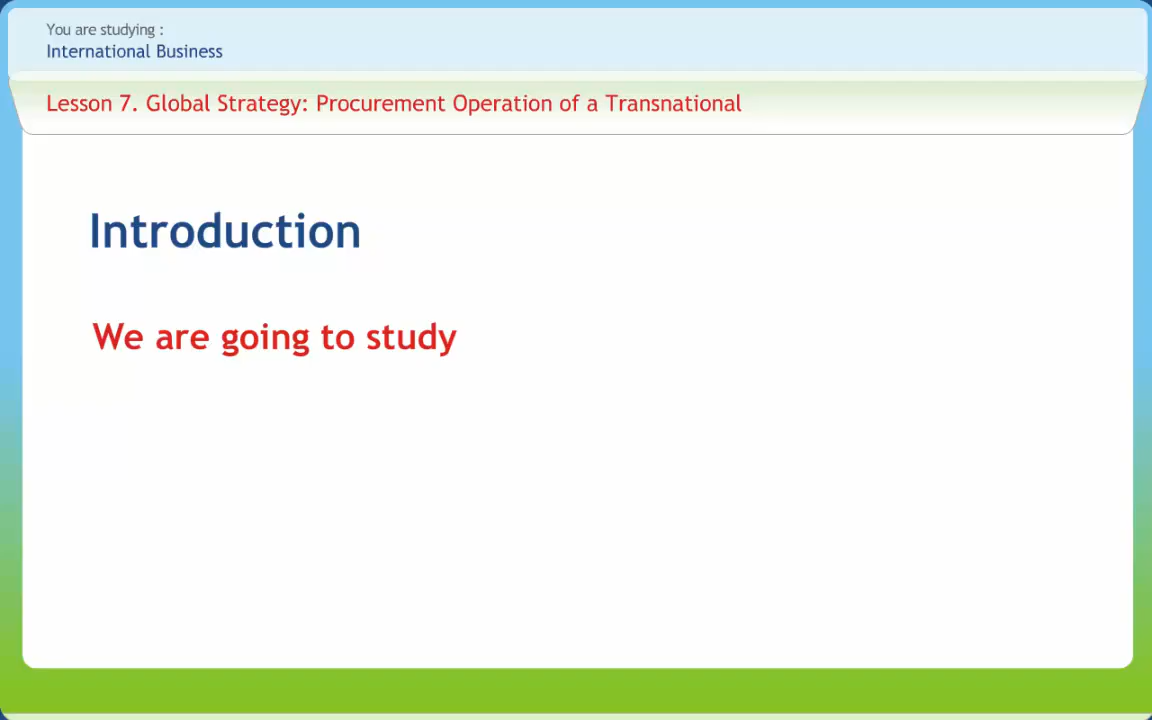 You are studying :
International Business
Lesson 7. Global Strategy: Procurement Operation of a Transnational
Introduction
We are going to study